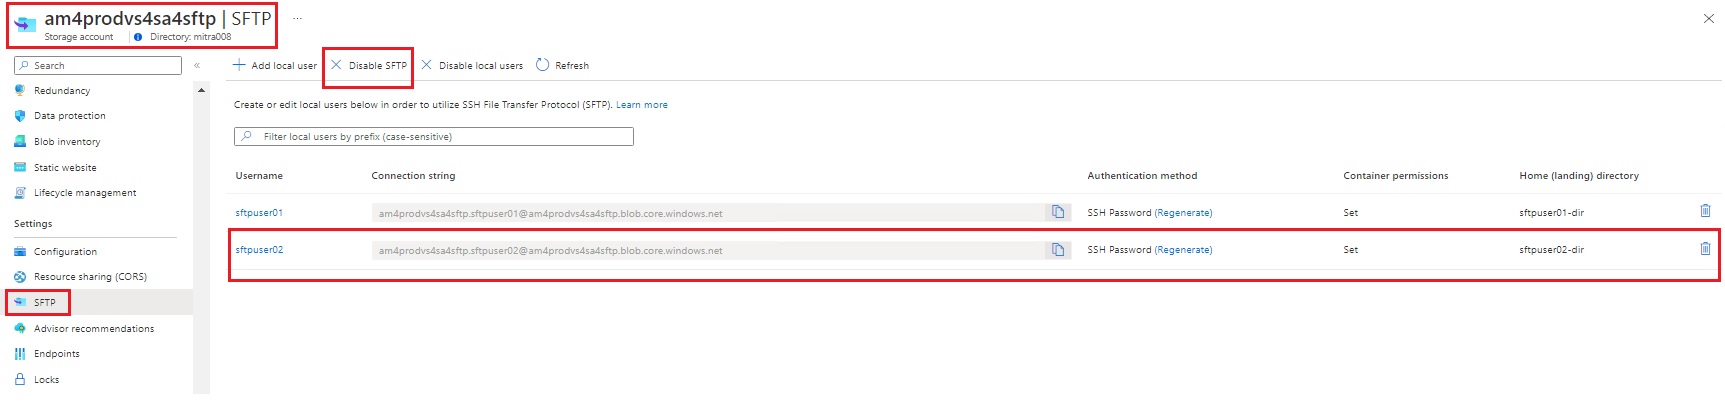 am4prodvs4sa4sftp | SFTP ...
Storage account | Directory: mitra008
Search
«
Redundancy
Data protection
Blob inventory
Static website
Lifecycle management
Settings
Configuration
Resource sharing (CORS)
SFTP
Advisor recommendations
Endpoints
Locks
Add local user Disable SFTP Disable local users Refresh
Create or edit local users below in order to utilize SSH File Transfer Protocol (SFTP). Learn more
Filter local users by prefix (case-sensitive)
Username Connection string Authentication method Container permissions Home (landing) directory
sftpuser01 am4prodvs4sa4sftp.sftpuser01@am4prodvs4sa4sftp.blob.core.windows.net SSH Password (Regenerate) Set sftpuser01-dir
sftpuser02 am4prodvs4sa4sftp.sftpuser02@am4prodvs4sa4sftp.blob.core.windows.net SSH Password (Regenerate) Set sftpuser02-dir